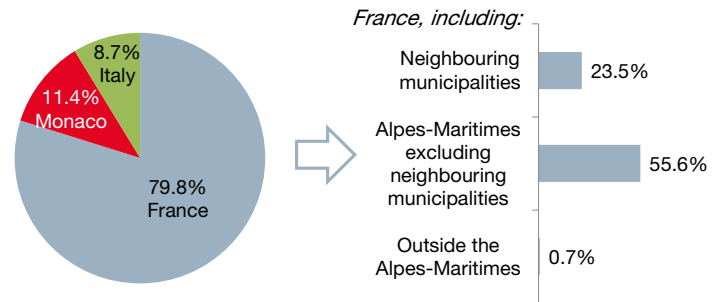 8.7%
Italy
11.4%
Monaco
79.8%
France
France, including:
Neighbouring
municipalities
23.5%
Alpes-Maritimes
excluding
neighbouring
municipalities
55.6%
Outside the
Alpes-Maritimes
0.7%